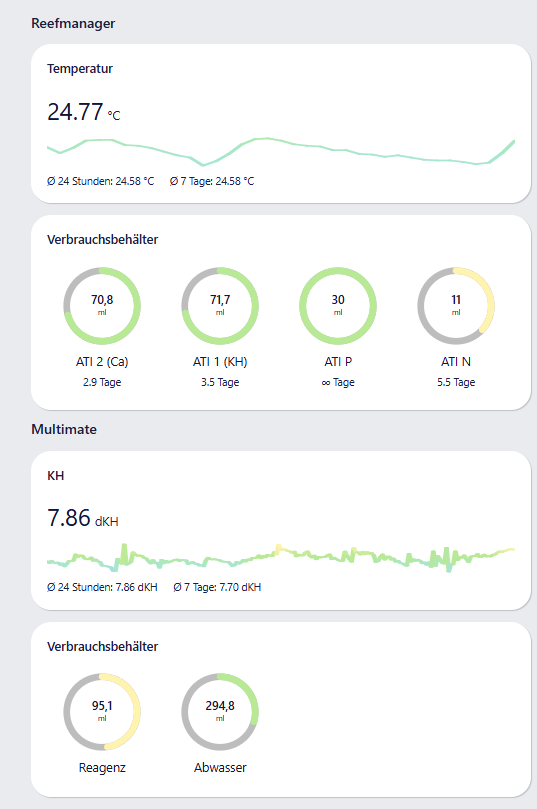 Reefmanager
Temperatur
24.77 °C
Ø 24 Stunden: 24.58 °C Ø 7 Tage: 24.58 °C
Verbrauchsbehälter
70,8 71,7 30 11
ml ml ml ml
ATI 2 (Ca) ATI 1 (KH) ATI P ATI N
2.9 Tage 3.5 Tage ∞ Tage 5.5 Tage
Multimate
KH
7.86 dKH
Ø 24 Stunden: 7.86 dKH Ø 7 Tage: 7.70 dKH
Verbrauchsbehälter
95,1 294,8
ml ml
Reagenz Abwasser